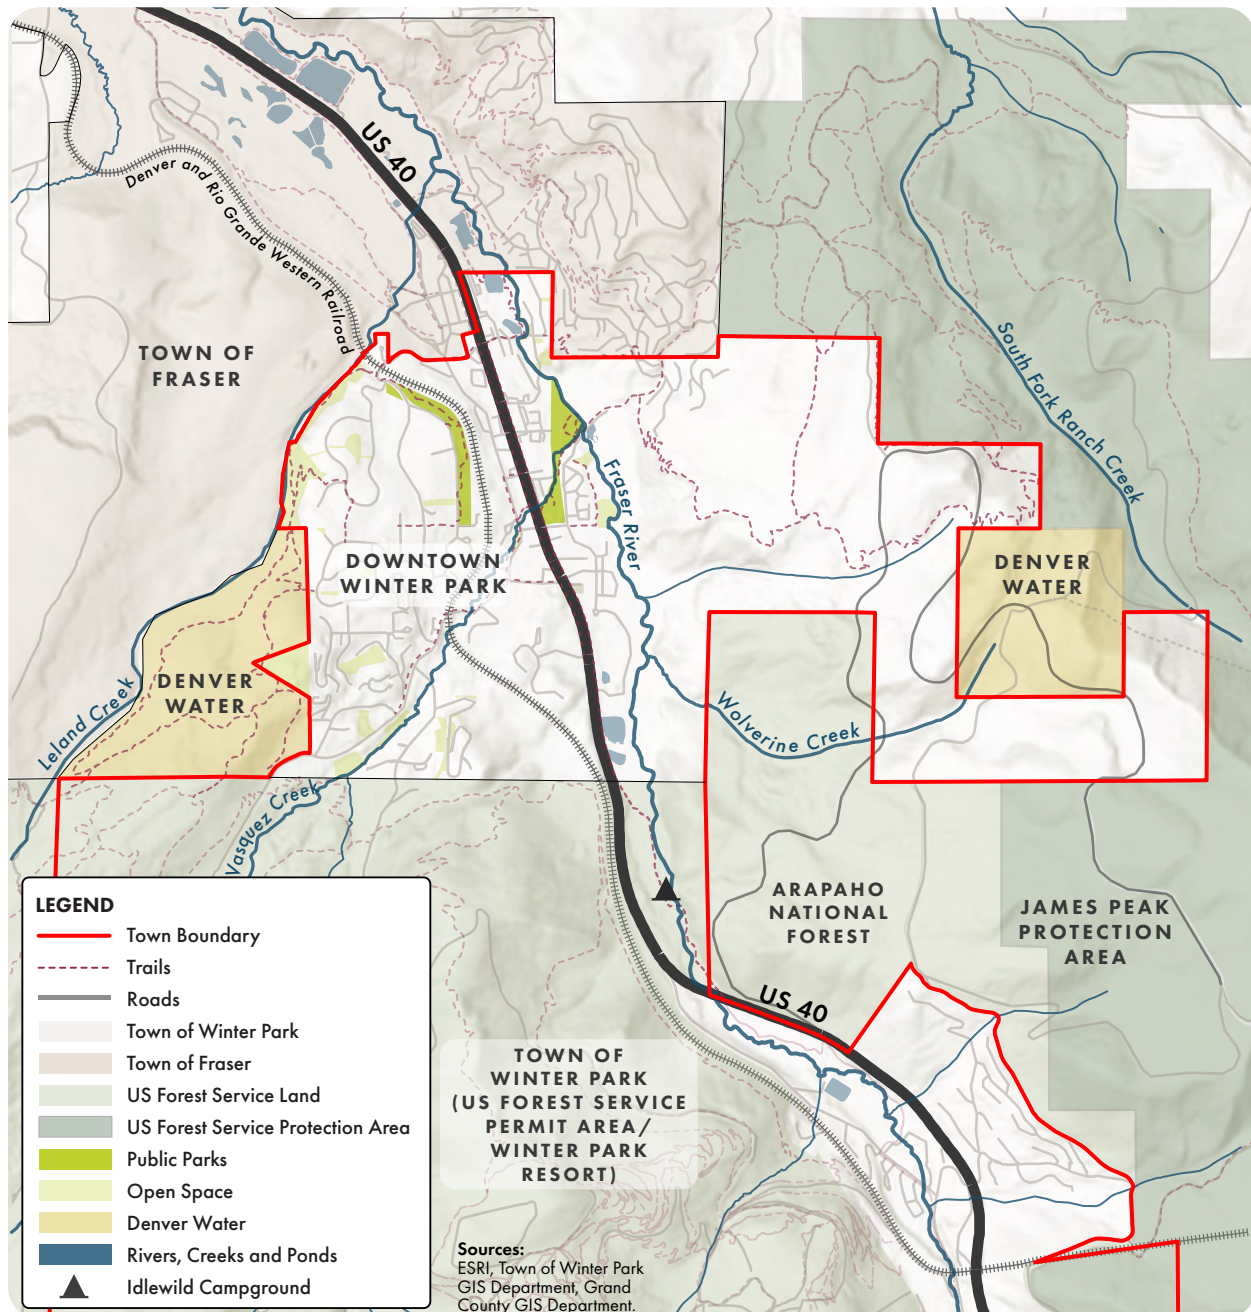 US 40
Denver and Rio Grande Western Railroad
TOWN OF
FRASER
South Fork Ranch Creek
Fraser River
DOWNTOWN
WINTER PARK
DENVER
WATER
DENVER
WATER
Leland Creek
Wolverine Creek
Vasquez Creek
ARAPAHO
NATIONAL
FOREST
JAMES PEAK
PROTECTION
AREA
US 40
TOWN OF
WINTER PARK
(US FOREST SERVICE
PERMIT AREA/
WINTER PARK
RESORT)
LEGEND
Town Boundary
Trails
Roads
Town of Winter Park
Town of Fraser
US Forest Service Land
US Forest Service Protection Area
Public Parks
Open Space
Denver Water
Rivers, Creeks and Ponds
Idlewild Campground
Sources:
ESRI, Town of Winter Park
GIS Department, Grand
County GIS Department.